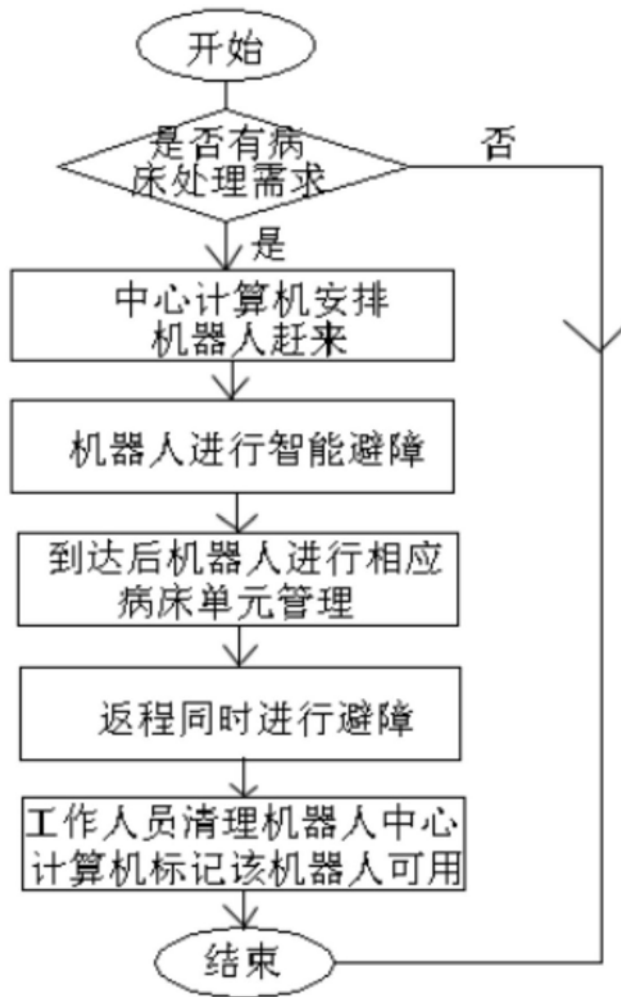 开始
是否有病
床处理需求
否
是
中心计算机安排
机器人赶来
机器人进行智能避障
到达后机器人进行相应
病床单元管理
返程同时进行避障
工作人员清理机器人中心
计算机标记该机器人可用
结束